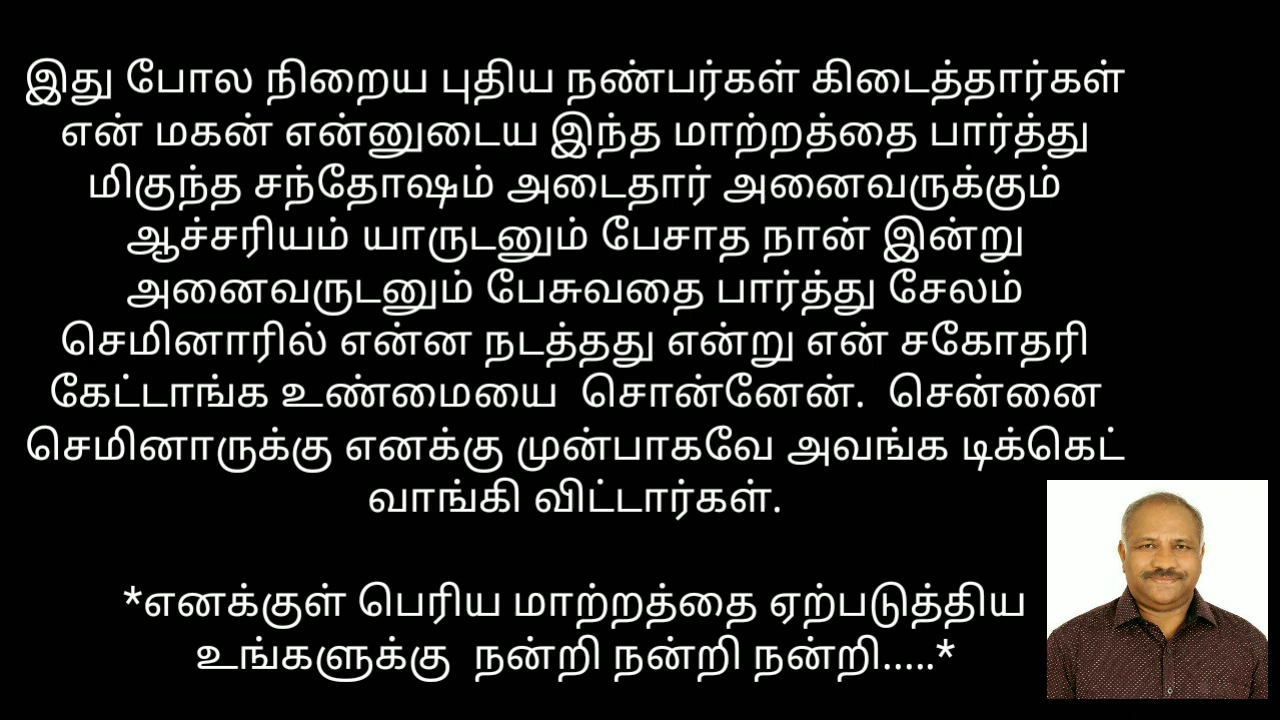 இது போல நிறைய புதிய நண்பர்கள் கிடைத்தார்கள்
என் மகன் என்னுடைய இந்த மாற்றத்தை பார்த்து
மிகுந்த சந்தோஷம் அடைதார் அனைவருக்கும்
ஆச்சரியம் யாருடனும் பேசாத நான் இன்று
அனைவருடனும் பேசுவதை பார்த்து சேலம்
செமினாரில் என்ன நடத்தது என்று என் சகோதரி
கேட்டாங்க உண்மையை சொன்னேன். சென்னை
செமினாருக்கு எனக்கு முன்பாகவே அவங்க டிக்கெட்
வாங்கி விட்டார்கள்.
*எனக்குள் பெரிய மாற்றத்தை ஏற்படுத்திய
உங்களுக்கு நன்றி நன்றி நன்றி.....*